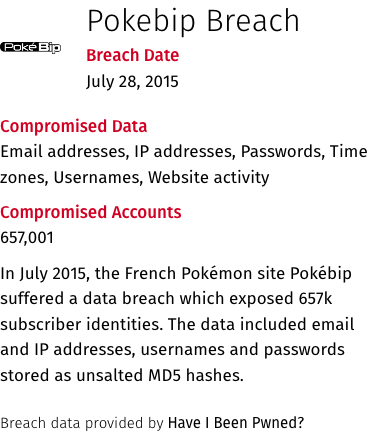 Pokebip Breach
PokéBip
Breach Date
July 28, 2015
Compromised Data
Email addresses, IP addresses, Passwords, Time
zones, Usernames, Website activity
Compromised Accounts
657,001
In July 2015, the French Pokémon site Pokébip
suffered a data breach which exposed 657k
subscriber identities. The data included email
and IP addresses, usernames and passwords
stored as unsalted MD5 hashes.
Breach data provided by Have I Been Pwned?